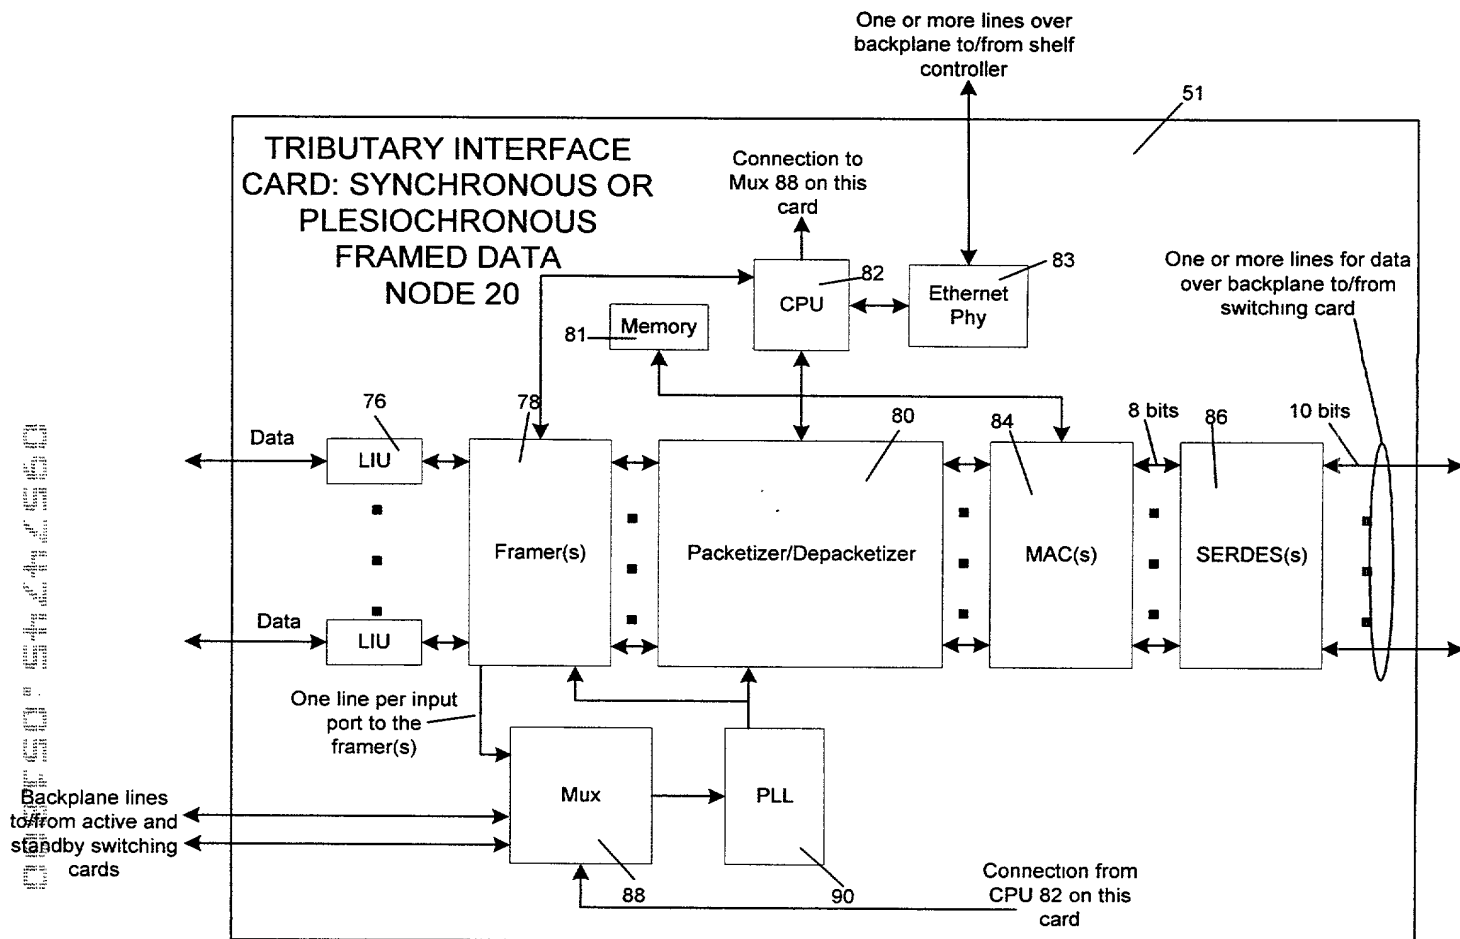 One or more lines over
backplane to/from shelf
controller
51
TRIBUTARY INTERFACE
CARD: SYNCHRONOUS OR
PLESIOCHRONOUS
FRAMED DATA
NODE 20
Connection to
Mux 88 on this
card
82
83
CPU
Ethernet
Phy
One or more lines for data
over backplane to/from
switching card
Memory
81
76
78
80
84
8 bits
86
10 bits
Data
LIU
Framer(s)
Packetizer/Depacketizer
MAC(s)
SERDES(s)
Data
LIU
One line per input
port to the
framer(s)
Mux
PLL
Backplane lines
to/from active and
standby switching
cards
88
90
Connection from
CPU 82 on this
card